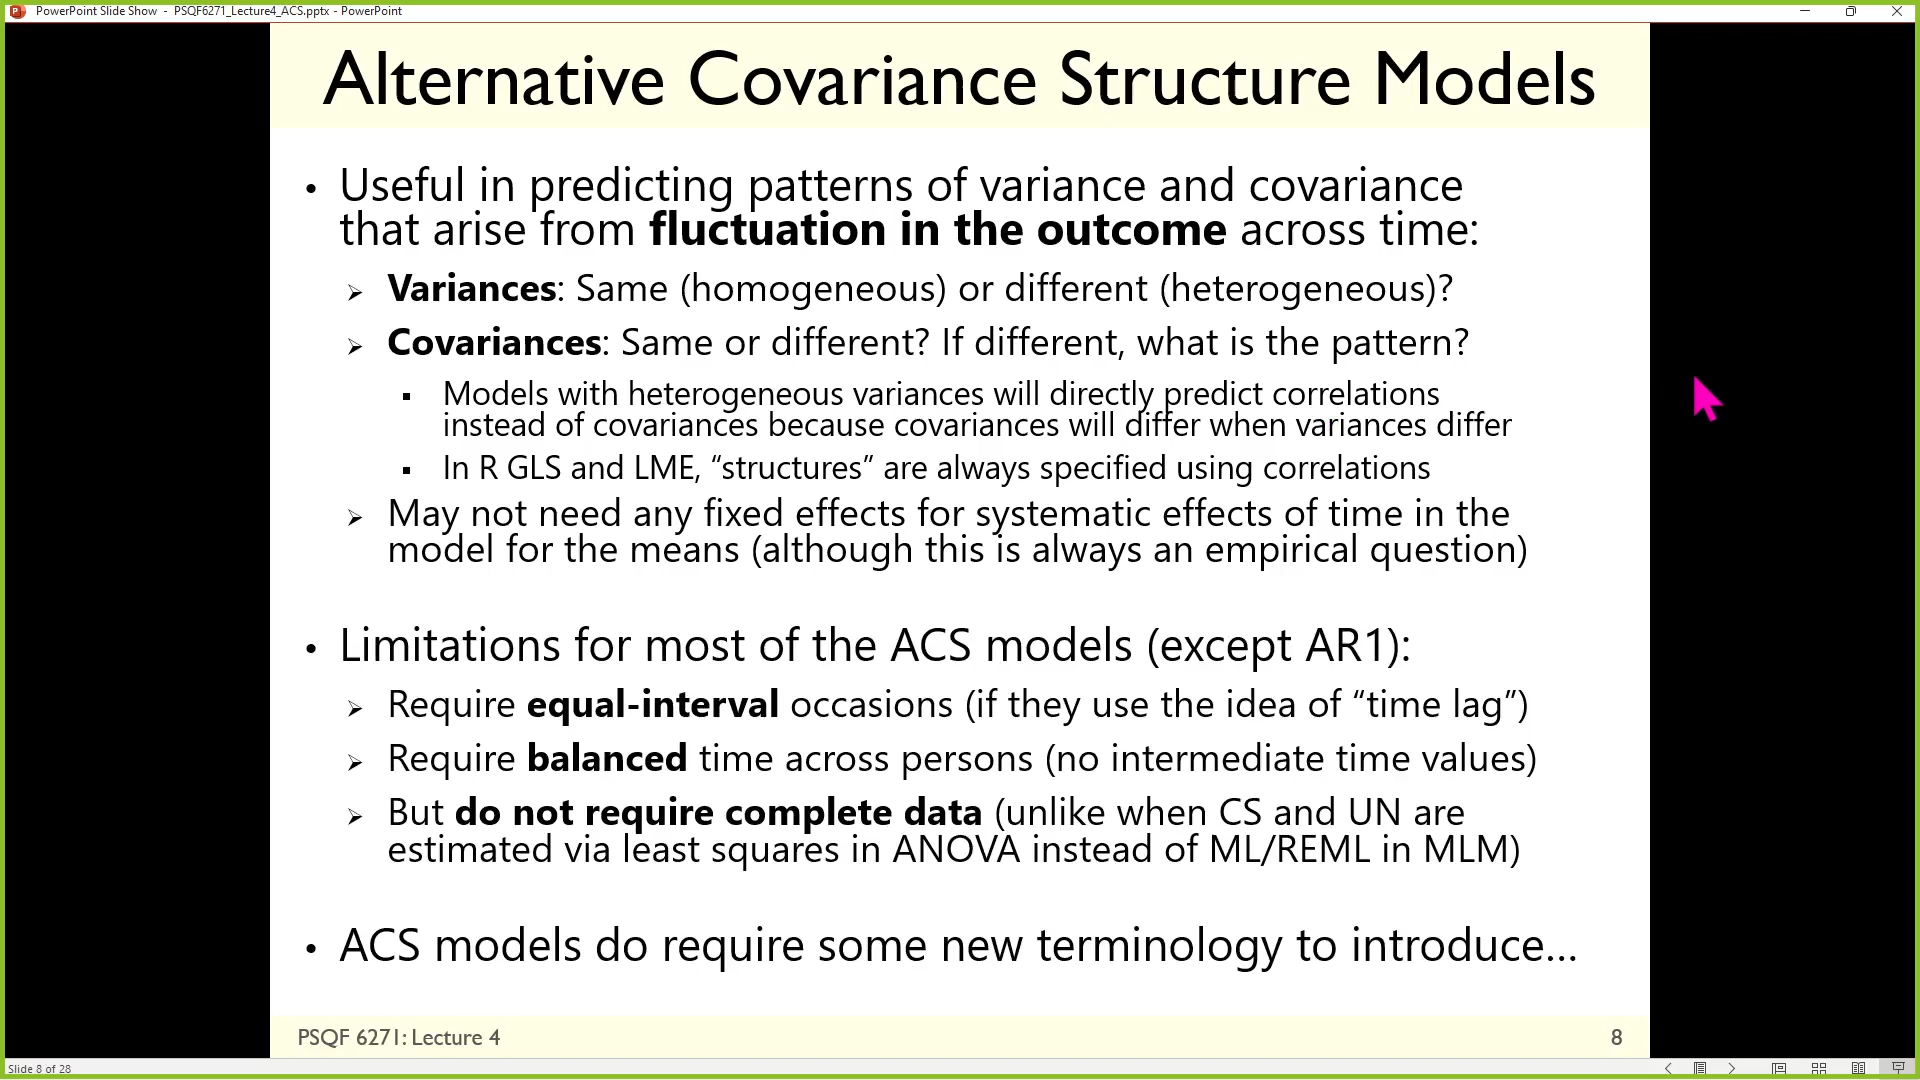 PowerPoint Slide Show - PSQF6271_Lecture4_ACS.pptx - PowerPoint
Alternative Covariance Structure Models
• Useful in predicting patterns of variance and covariance
that arise from fluctuation in the outcome across time:
➢ Variances: Same (homogeneous) or different (heterogeneous)?
➢ Covariances: Same or different? If different, what is the pattern?
▪ Models with heterogeneous variances will directly predict correlations
instead of covariances because covariances will differ when variances differ
▪ In R GLS and LME, “structures” are always specified using correlations
➢ May not need any fixed effects for systematic effects of time in the
model for the means (although this is always an empirical question)
• Limitations for most of the ACS models (except AR1):
➢ Require equal-interval occasions (if they use the idea of “time lag”)
➢ Require balanced time across persons (no intermediate time values)
➢ But do not require complete data (unlike when CS and UN are
estimated via least squares in ANOVA instead of ML/REML in MLM)
• ACS models do require some new terminology to introduce…
PSQF 6271: Lecture 4
8
Slide 8 of 28